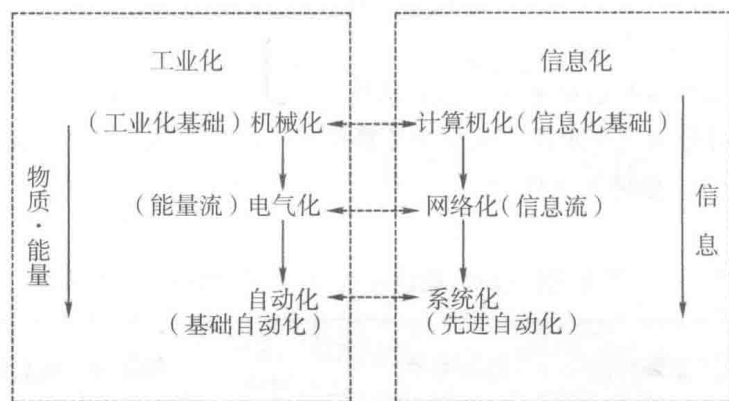 工业化
信息化
(工业化基础)机械化
计算机化(信息化基础)
物质·能量
(能量流)电气化
网络化(信息流)
信息
自动化
(基础自动化)
系统化
(先进自动化)